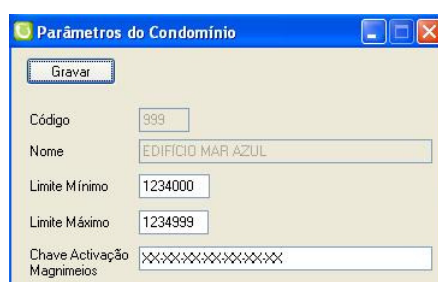 Parâmetros do Condomínio
Gravar
Código 999
Nome EDIFÍCIO MAR AZUL
Limite Mínimo 1234000
Limite Máximo 1234999
Chave Activação XX-XX-XX-XX-XX-XX-XX
Magnimeios